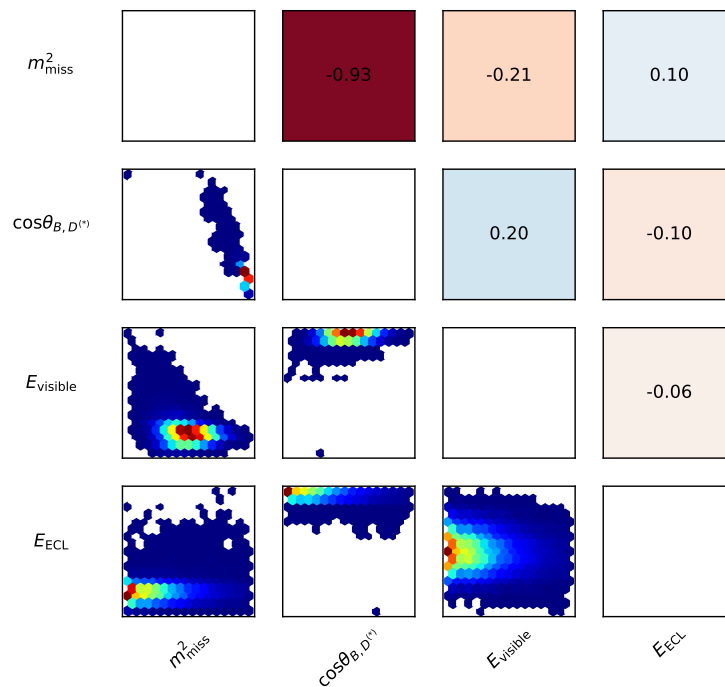 m²miss -0.93 -0.21 0.10
cosθB, D(*) 0.20 -0.10
Evisible -0.06
EECL
m²miss cosθB, D(*) Evisible EECL